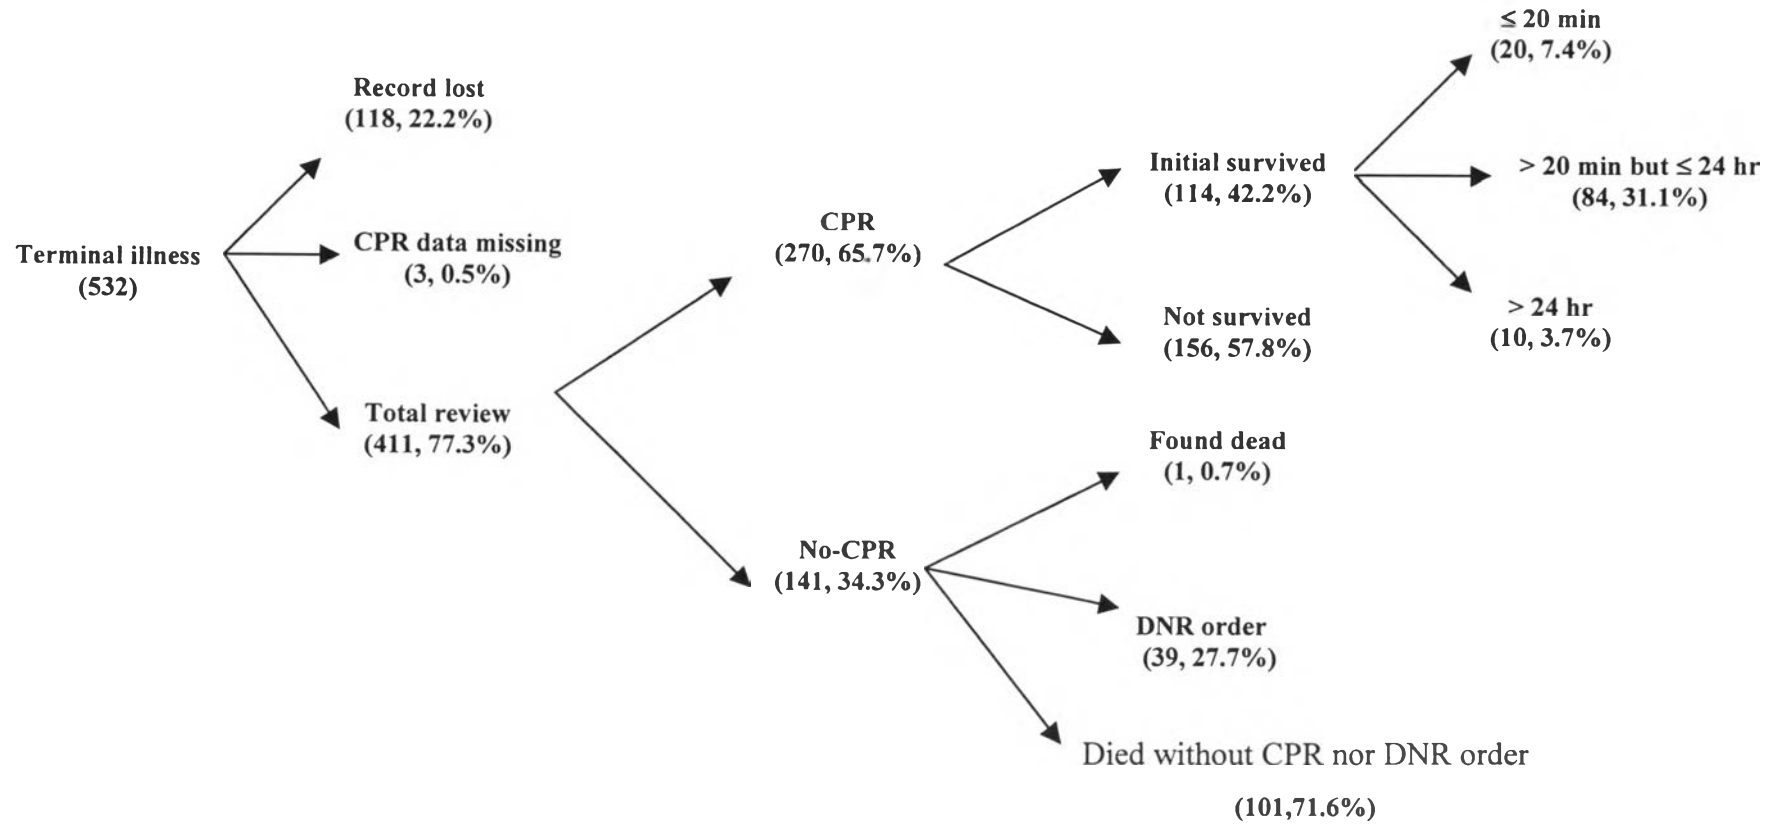 Terminal illness
(532)
Record lost
(118, 22.2%)
CPR data missing
(3, 0.5%)
Total review
(411, 77.3%)
CPR
(270, 65.7%)
No-CPR
(141, 34.3%)
Initial survived
(114, 42.2%)
Not survived
(156, 57.8%)
Found dead
(1, 0.7%)
DNR order
(39, 27.7%)
Died without CPR nor DNR order
(101,71.6%)
≤ 20 min
(20, 7.4%)
> 20 min but ≤ 24 hr
(84, 31.1%)
> 24 hr
(10, 3.7%)